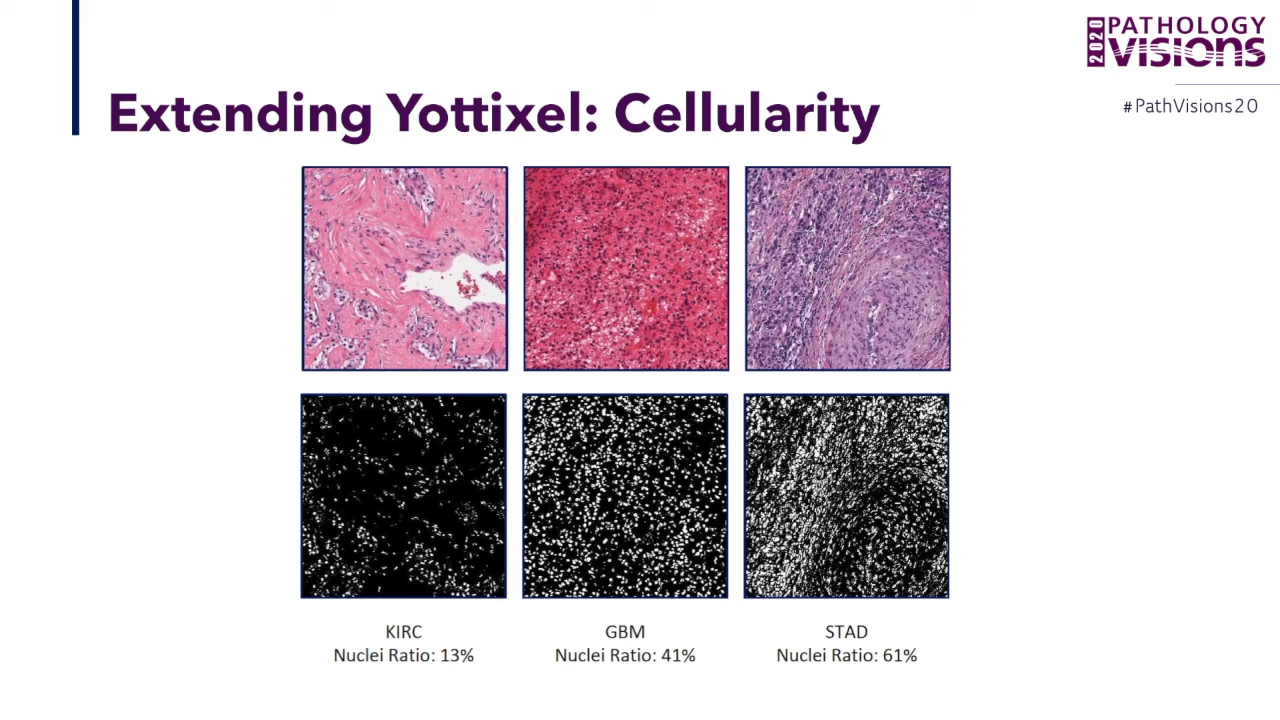 2020 PATHOLOGY
visions
#PathVisions20
Extending Yottixel: Cellularity
KIRC
Nuclei Ratio: 13%
GBM
Nuclei Ratio: 41%
STAD
Nuclei Ratio: 61%